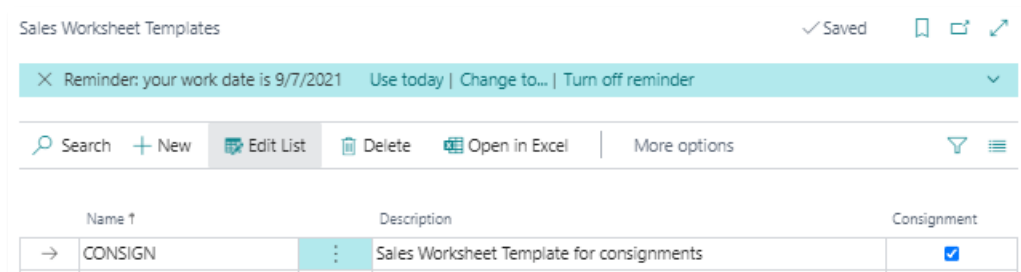 Sales Worksheet Templates Saved
Reminder: your work date is 9/7/2021 Use today | Change to... | Turn off reminder
Search New Edit List Delete Open in Excel More options
Name ↑ Description Consignment
CONSIGN Sales Worksheet Template for consignments